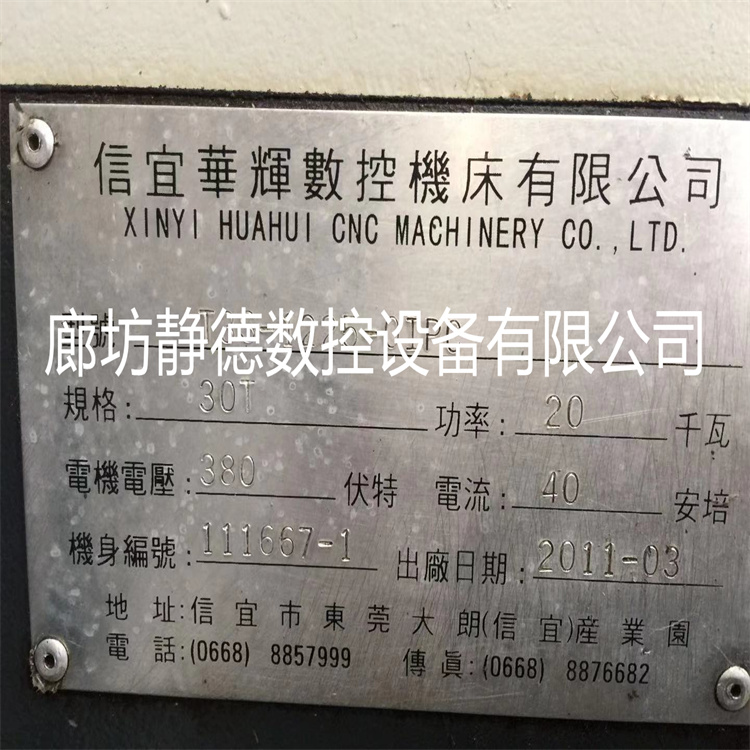 信宜華輝數控機床有限公司
XINYI HUAHUI CNC MACHINERY CO.,LTD.
廊坊静德数控设备有限公司
規格: 30T 功率: 20 千瓦
電機電壓: 380 伏特 電流: 40 安培
機身編號: 111667-1 出廠日期: 2011-03
地 址:信宜市東莞大朗(信宜)産業園
電 話:(0668) 8857999 傳真:(0668) 8876682